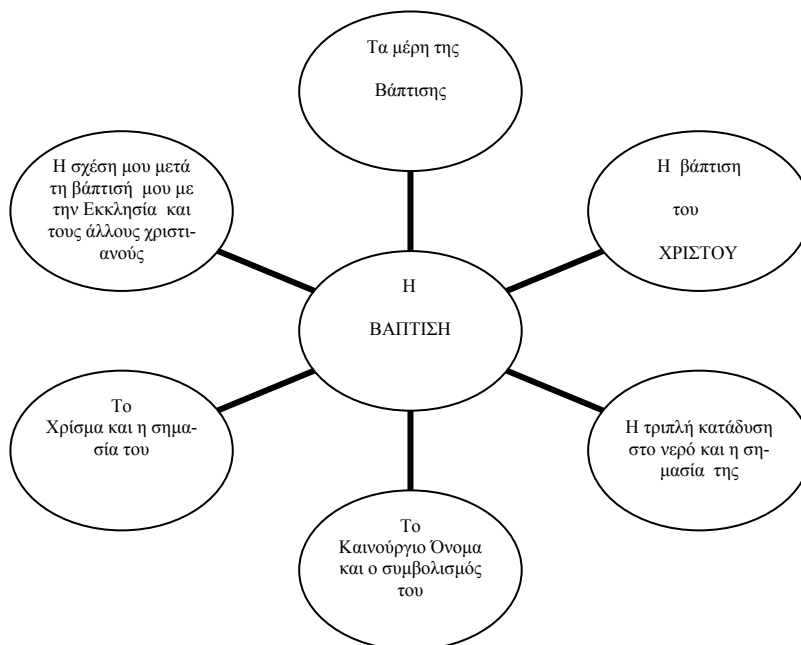 Τα μέρη της
Βάπτισης
Η σχέση μου μετά
τη βάπτισή μου με
την Εκκλησία και
τους άλλους χριστι-
ανούς
Η βάπτιση
του
ΧΡΙΣΤΟΥ
Η
ΒΑΠΤΙΣΗ
Το
Χρίσμα και η σημα-
σία του
Η τριπλή κατάδυση
στο νερό και η ση-
μασία της
Το
Καινούργιο Όνομα
και ο συμβολισμός
του